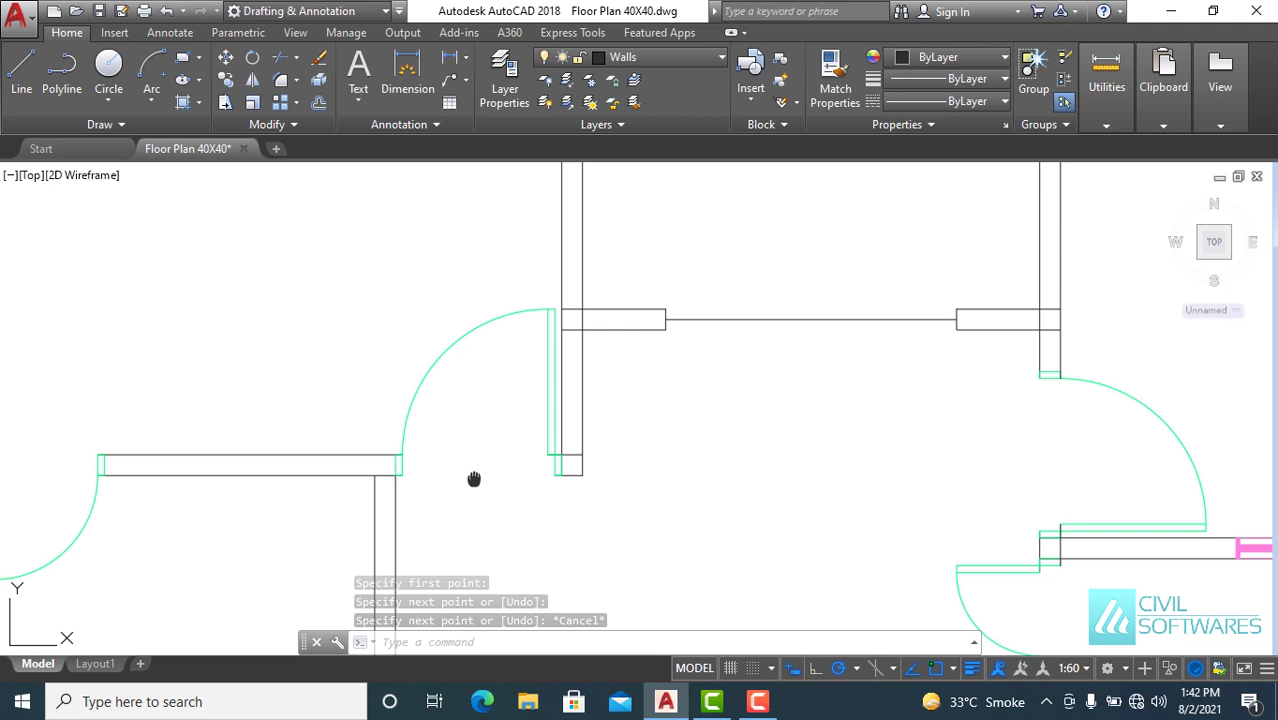 Drafting & Annotation
Autodesk AutoCAD 2018 Floor Plan 40X40.dwg
Type a keyword or phrase
Sign In
Home Insert Annotate Parametric View Manage Output Add-ins A360 Express Tools Featured Apps
Line Polyline Circle Arc
Text Dimension
Layer Properties
Walls
Insert
Match Properties
ByLayer
ByLayer
ByLayer
Group
Utilities
Clipboard
View
Draw Modify Annotation Layers Block Properties Groups
Start
Floor Plan 40X40*
[−][Top][2D Wireframe]
N
W TOP E
S
Unnamed
Y
X
Specify first point:
Specify next point or [Undo]:
Specify next point or [Undo]: *Cancel*
Type a command
CIVIL
SOFTWARES
Model Layout1
MODEL
1:60
Type here to search
33°C Smoke
1:42 PM
8/2/2021
1